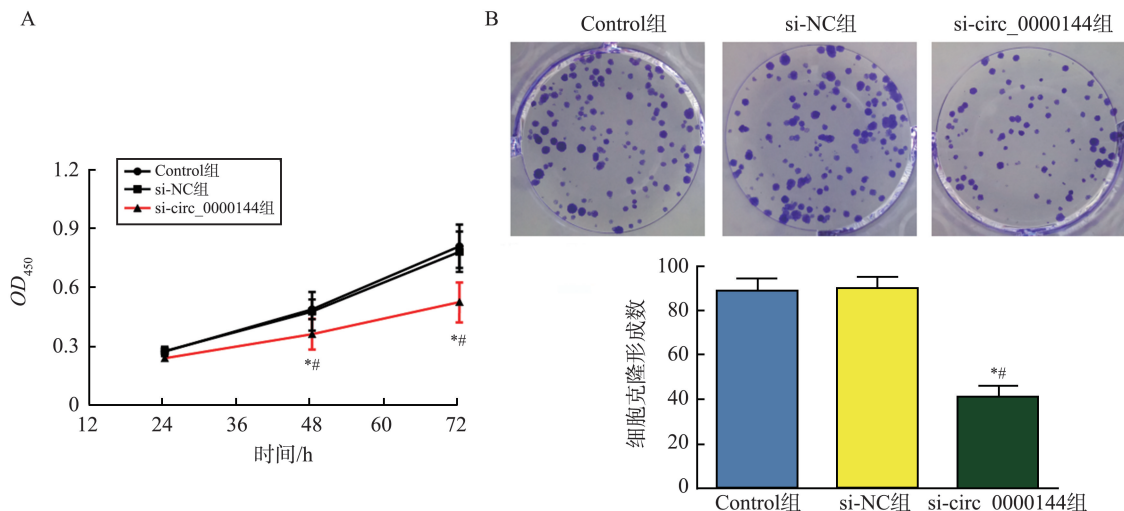 A
Control组
si-NC组
si-circ_0000144组
1.2
0.9
0.6
0.3
0
OD450
*#
*#
12
24
36
48
60
72
时间/h
B
Control组
si-NC组
si-circ_0000144组
100
80
60
40
20
0
细胞克隆形成数
*#
Control组
si-NC组
si-circ_0000144组